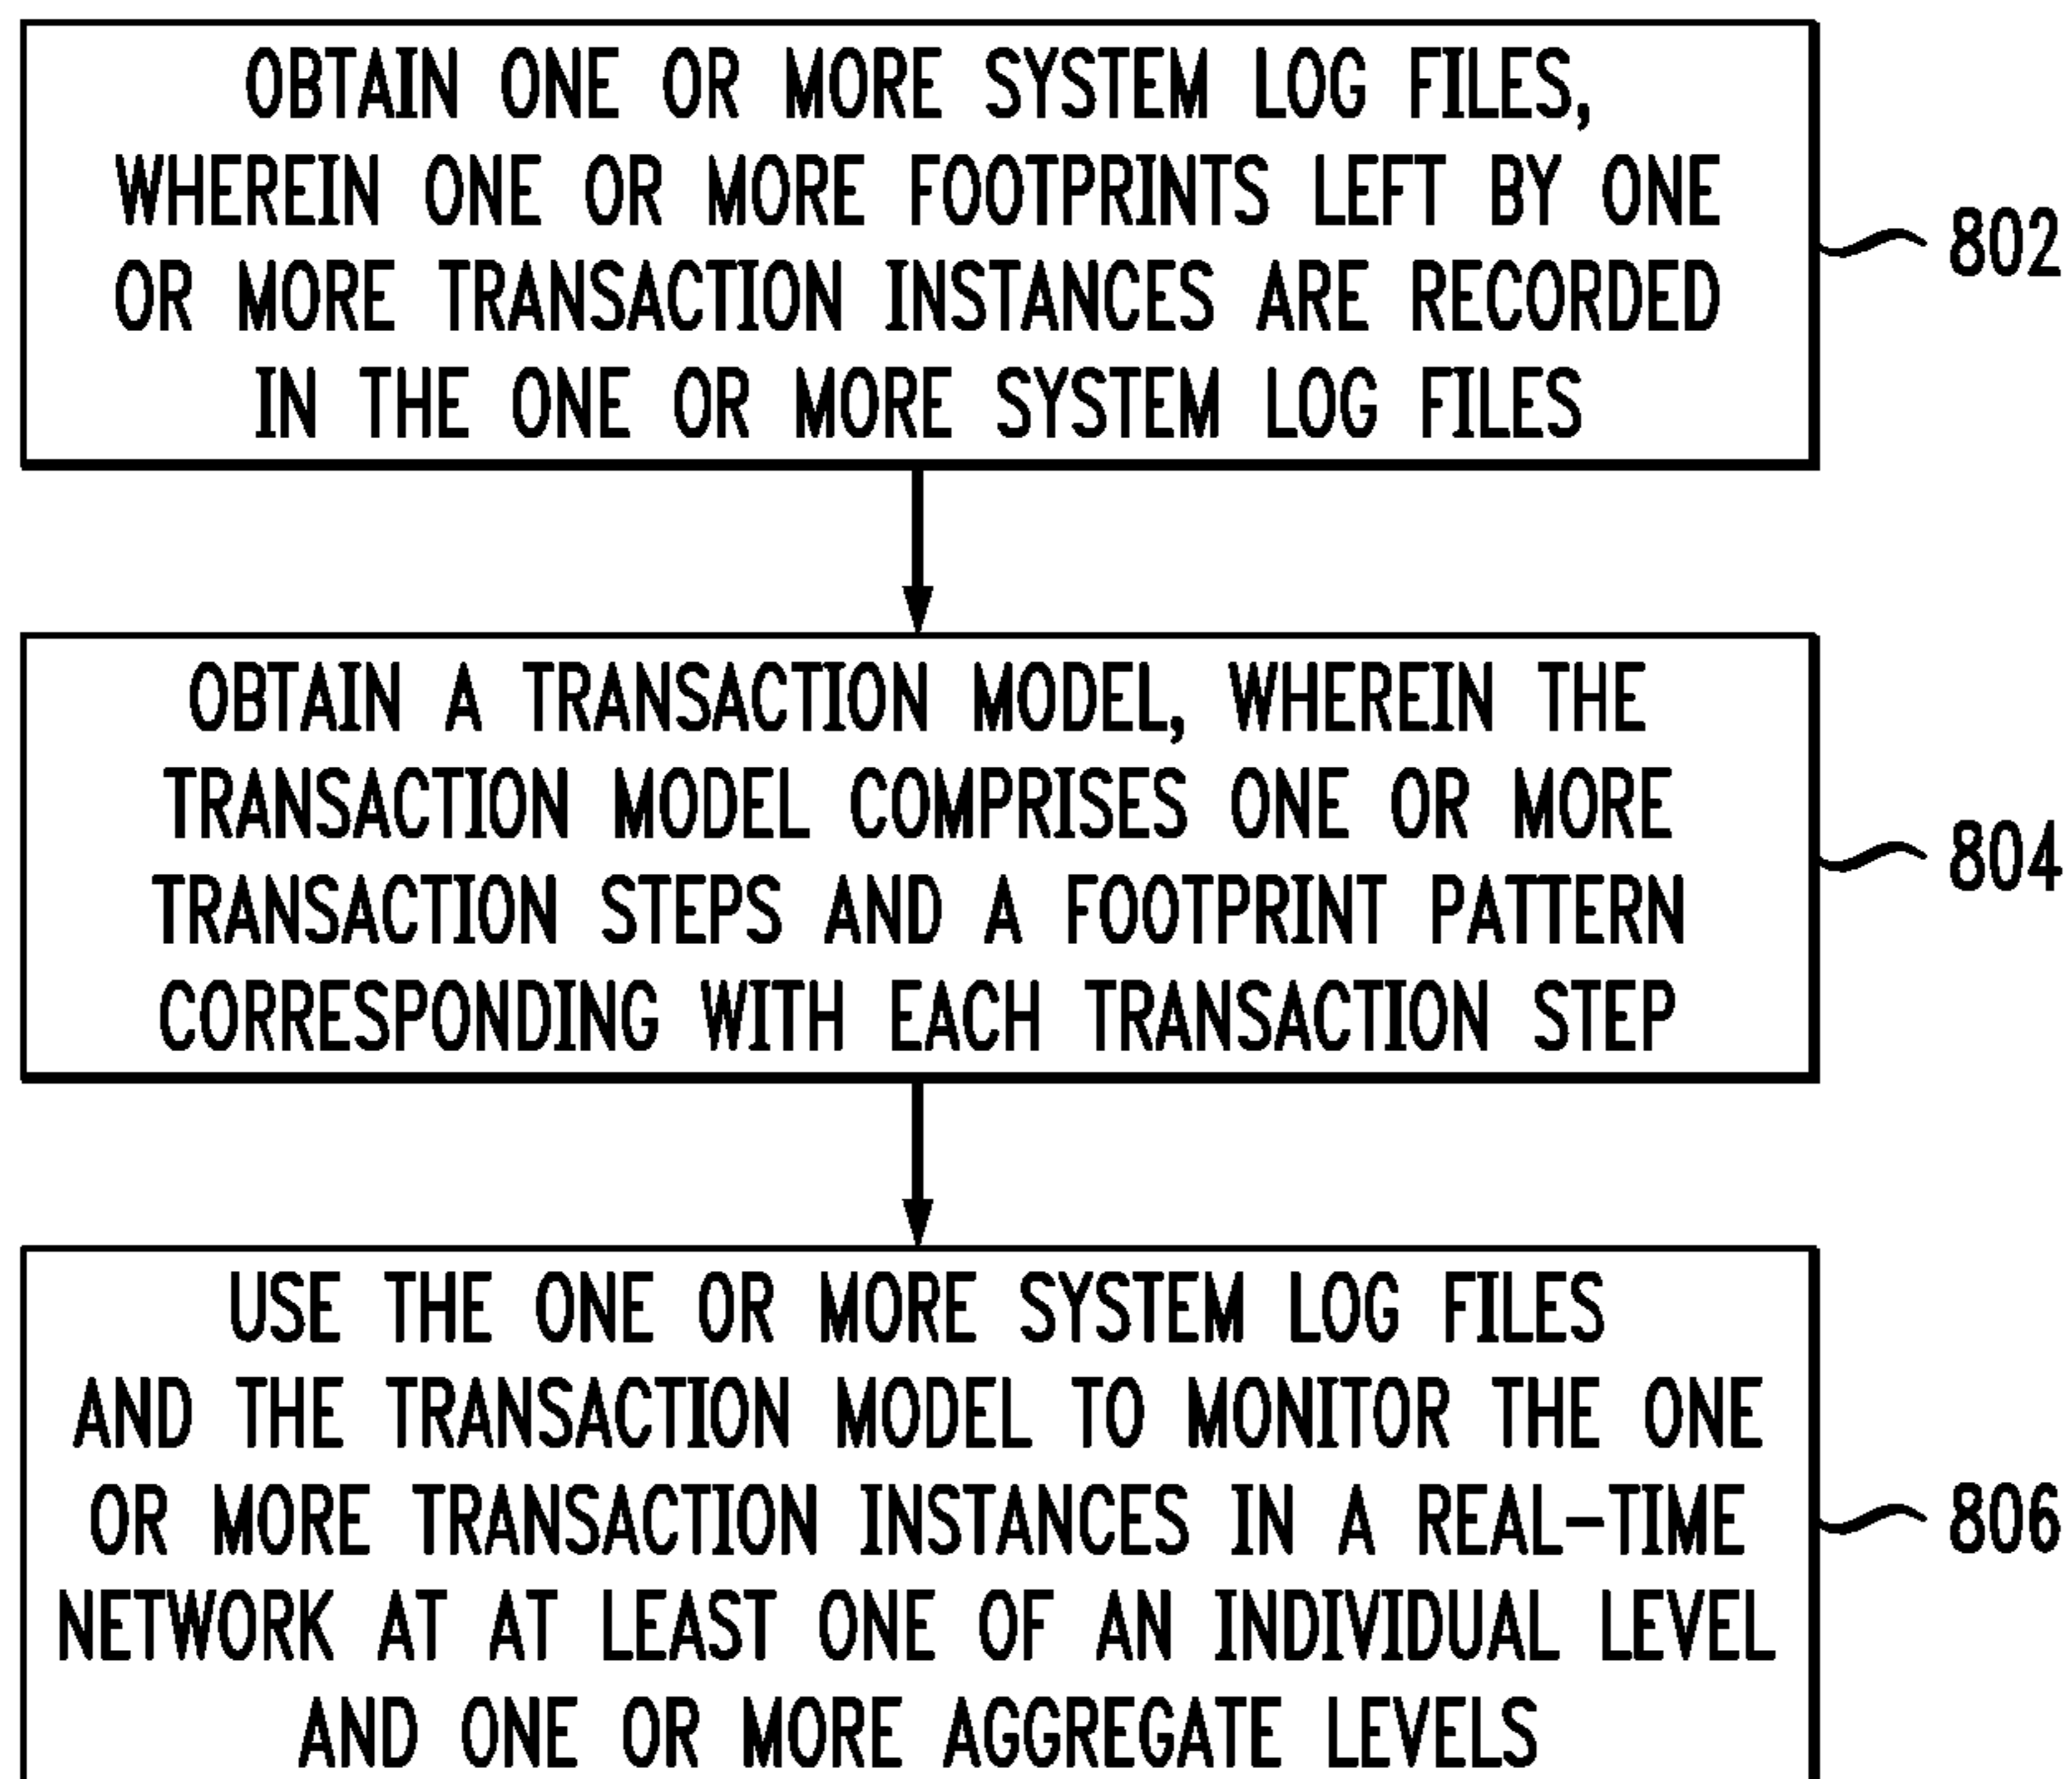 OBTAIN ONE OR MORE SYSTEM LOG FILES,
WHEREIN ONE OR MORE FOOTPRINTS LEFT BY ONE
OR MORE TRANSACTION INSTANCES ARE RECORDED
IN THE ONE OR MORE SYSTEM LOG FILES
802
OBTAIN A TRANSACTION MODEL, WHEREIN THE
TRANSACTION MODEL COMPRISES ONE OR MORE
TRANSACTION STEPS AND A FOOTPRINT PATTERN
CORRESPONDING WITH EACH TRANSACTION STEP
804
USE THE ONE OR MORE SYSTEM LOG FILES
AND THE TRANSACTION MODEL TO MONITOR THE ONE
OR MORE TRANSACTION INSTANCES IN A REAL-TIME
NETWORK AT AT LEAST ONE OF AN INDIVIDUAL LEVEL
AND ONE OR MORE AGGREGATE LEVELS
806